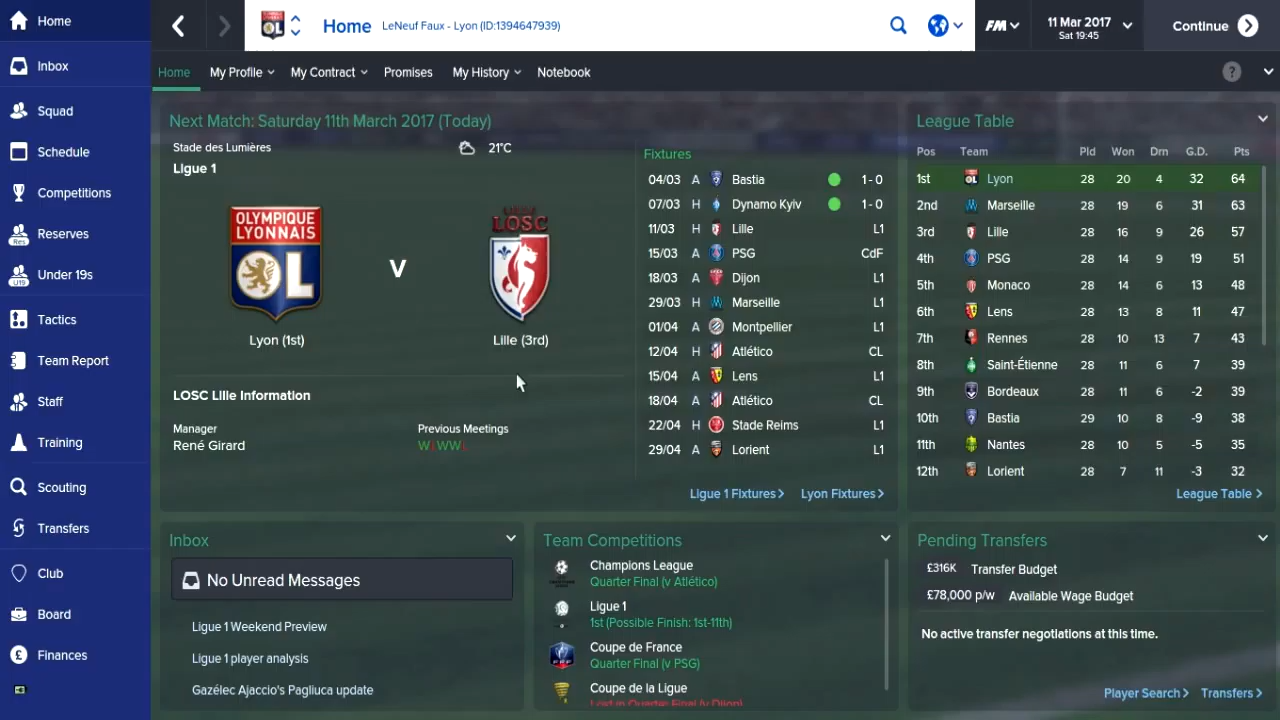 Home
Inbox
Squad
Schedule
Competitions
Res
Reserves
U19
Under 19s
Tactics
Team Report
Staff
Training
Scouting
Transfers
Club
Board
Finances
OL
Home LeNeuf Faux - Lyon (ID:1394647939)
FM
11 Mar 2017
Sat 19:45
Continue
Home My Profile My Contract Promises My History Notebook
?
Next Match: Saturday 11th March 2017 (Today)
Stade des Lumières 21°C
Ligue 1
OLYMPIQUE
LYONNAIS
OL
V
LOSC
Lyon (1st) Lille (3rd)
LOSC Lille Information
Manager Previous Meetings
René Girard WLWWL
Fixtures
04/03 A Bastia 1 - 0
07/03 H Dynamo Kyiv 1 - 0
11/03 H Lille L1
15/03 A PSG CdF
18/03 A Dijon L1
29/03 H Marseille L1
01/04 A Montpellier L1
12/04 H Atlético CL
15/04 A Lens L1
18/04 A Atlético CL
22/04 H Stade Reims L1
29/04 A Lorient L1
Ligue 1 Fixtures> Lyon Fixtures>
League Table
Pos Team Pld Won Drn G.D. Pts
1st Lyon 28 20 4 32 64
2nd Marseille 28 19 6 31 63
3rd Lille 28 16 9 26 57
4th PSG 28 14 9 19 51
5th Monaco 28 14 6 13 48
6th Lens 28 13 8 11 47
7th Rennes 28 10 13 7 43
8th Saint-Étienne 28 11 6 7 39
9th Bordeaux 28 11 6 -2 39
10th Bastia 29 10 8 -9 38
11th Nantes 28 10 5 -5 35
12th Lorient 28 7 11 -3 32
League Table >
Inbox
No Unread Messages
Ligue 1 Weekend Preview
Ligue 1 player analysis
Gazélec Ajaccio's Pagliuca update
Team Competitions
Champions League
Quarter Final (v Atlético)
Ligue 1
1st (Possible Finish: 1st-11th)
Coupe de France
Quarter Final (v PSG)
Coupe de la Ligue
Lost in Quarter Final (v Dijon)
Pending Transfers
£316K Transfer Budget
£78,000 p/w Available Wage Budget
No active transfer negotiations at this time.
Player Search> Transfers>